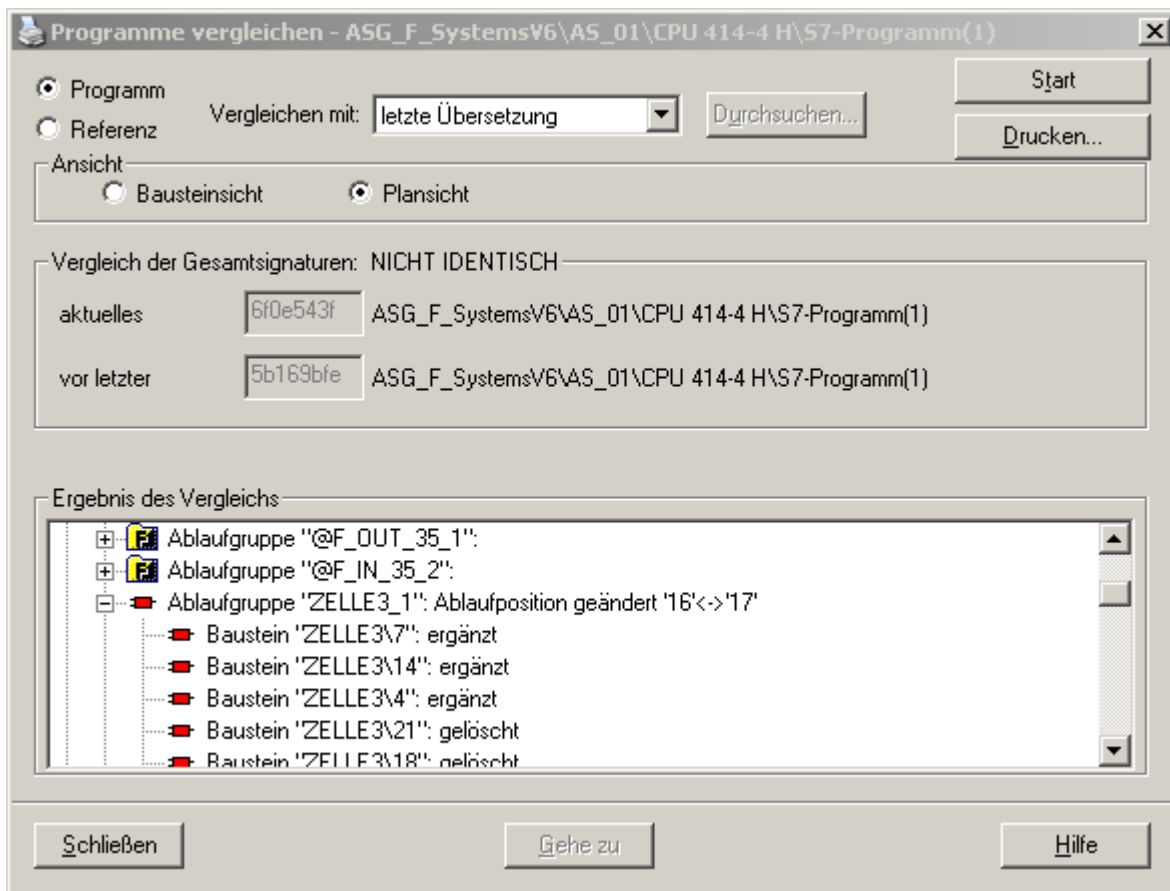 Programme vergleichen - ASG_F_SystemsV6\AS_01\CPU 414-4 H\S7-Programm(1)
Programm
Referenz
Vergleichen mit: letzte Übersetzung
Durchsuchen...
Start
Drucken...
Ansicht
Bausteinsicht
Plansicht
Vergleich der Gesamtsignaturen: NICHT IDENTISCH
aktuelles 6f0e543f ASG_F_SystemsV6\AS_01\CPU 414-4 H\S7-Programm(1)
vor letzter 5b169bfe ASG_F_SystemsV6\AS_01\CPU 414-4 H\S7-Programm(1)
Ergebnis des Vergleichs
Ablaufgruppe "@F_OUT_35_1":
Ablaufgruppe "@F_IN_35_2":
Ablaufgruppe "ZELLE3_1": Ablaufposition geändert '16'<->'17'
Baustein "ZELLE3\7": ergänzt
Baustein "ZELLE3\14": ergänzt
Baustein "ZELLE3\4": ergänzt
Baustein "ZELLE3\21": gelöscht
Baustein "ZELLE3\18": gelöscht
Schließen
Gehe zu
Hilfe